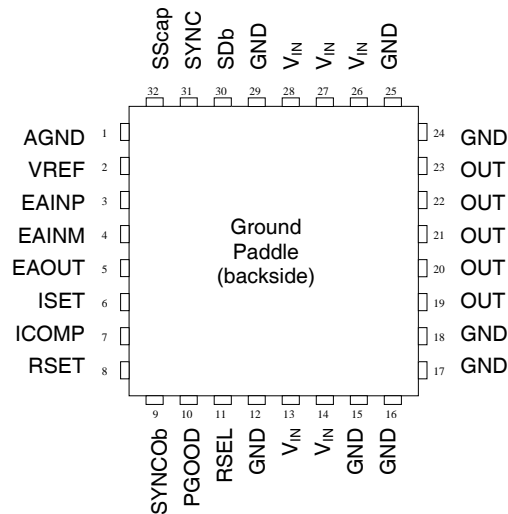 SScap
SYNC
SDb
GND
VIN
VIN
VIN
GND
32
31
30
29
28
27
26
25
AGND 1
VREF 2
EAINP 3
EAINM 4
EAOUT 5
ISET 6
ICOMP 7
RSET 8
Ground
Paddle
(backside)
24 GND
23 OUT
22 OUT
21 OUT
20 OUT
19 OUT
18 GND
17 GND
9
10
11
12
13
14
15
16
SYNCOb
PGOOD
RSEL
GND
VIN
VIN
GND
GND